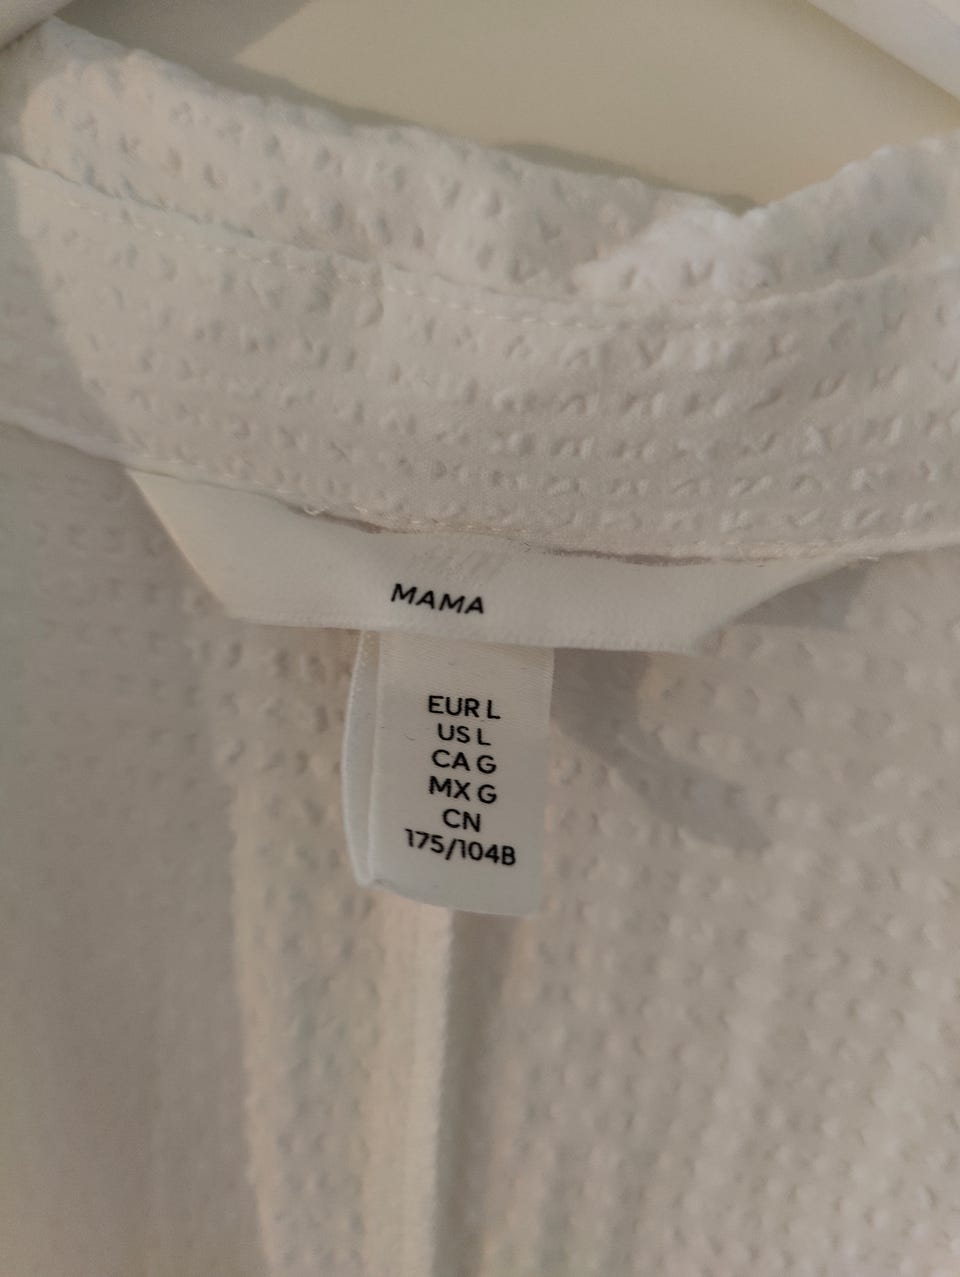 MAMA
EUR L
US L
CA G
MX G
CN
175/104B